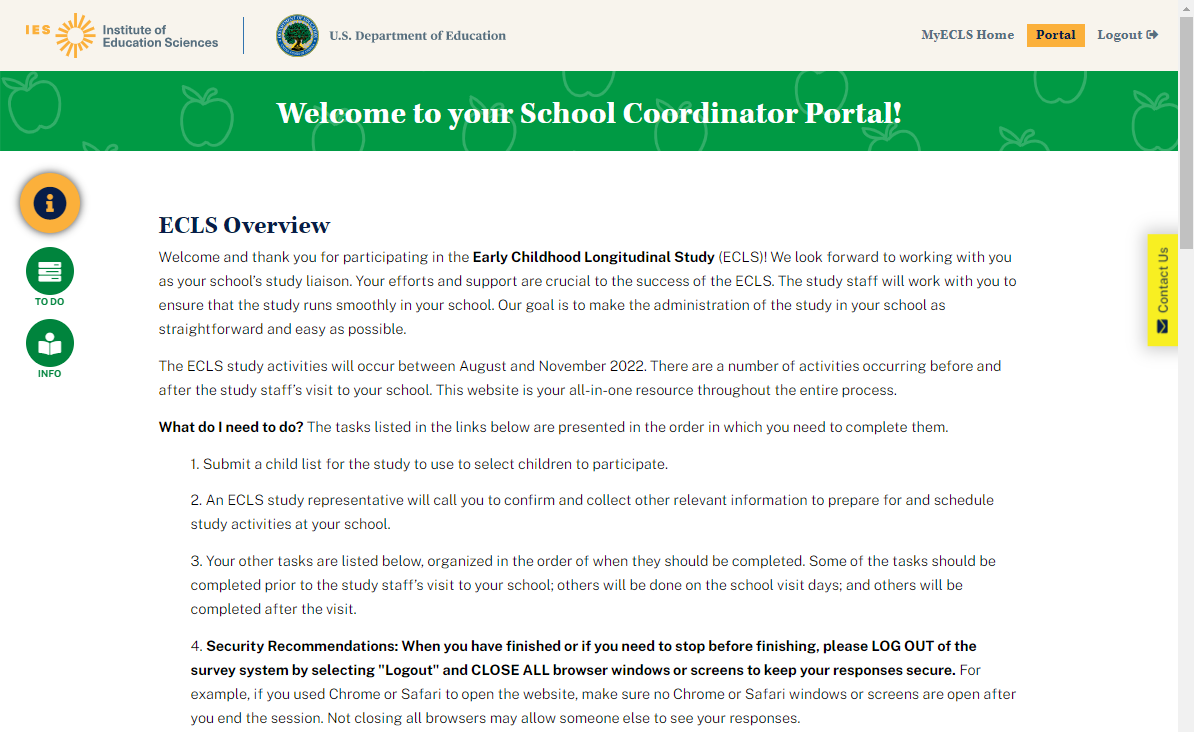 IES
Institute of
Education Sciences
U.S. Department of Education
MyECLS Home
Portal
Logout
Welcome to your School Coordinator Portal!
TO DO
INFO
Contact Us
ECLS Overview
Welcome and thank you for participating in the Early Childhood Longitudinal Study (ECLS)! We look forward to working with you
as your school’s study liaison. Your efforts and support are crucial to the success of the ECLS. The study staff will work with you to
ensure that the study runs smoothly in your school. Our goal is to make the administration of the study in your school as
straightforward and easy as possible.
The ECLS study activities will occur between August and November 2022. There are a number of activities occurring before and
after the study staff’s visit to your school. This website is your all-in-one resource throughout the entire process.
What do I need to do? The tasks listed in the links below are presented in the order in which you need to complete them.
1. Submit a child list for the study to use to select children to participate.
2. An ECLS study representative will call you to confirm and collect other relevant information to prepare for and schedule
study activities at your school.
3. Your other tasks are listed below, organized in the order of when they should be completed. Some of the tasks should be
completed prior to the study staff’s visit to your school; others will be done on the school visit days; and others will be
completed after the visit.
4. Security Recommendations: When you have finished or if you need to stop before finishing, please LOG OUT of the
survey system by selecting "Logout" and CLOSE ALL browser windows or screens to keep your responses secure. For
example, if you used Chrome or Safari to open the website, make sure no Chrome or Safari windows or screens are open after
you end the session. Not closing all browsers may allow someone else to see your responses.